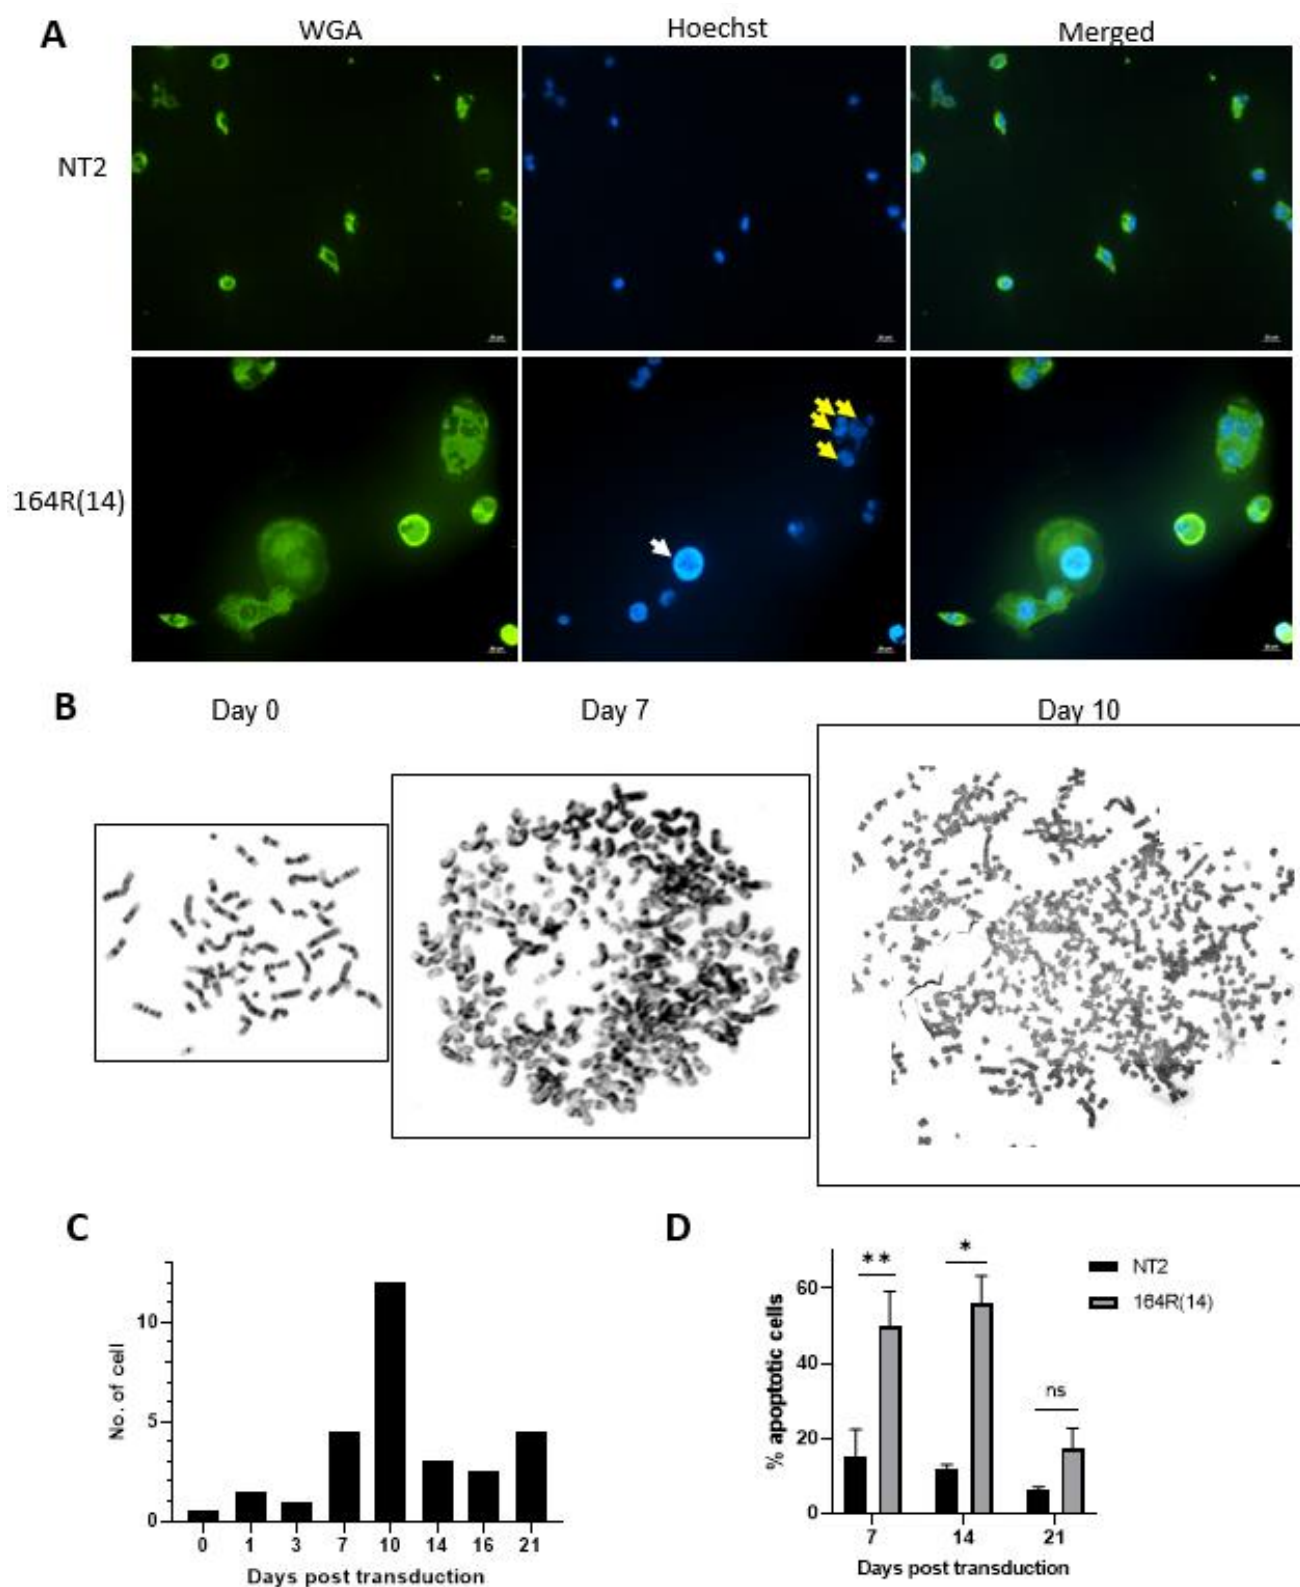 A
WGA
Hoechst
Merged
NT2
164R(14)
B
Day 0
Day 7
Day 10
C
No. of cell
10
5
0
0 1 3 7 10 14 16 21
Days post transduction
D
% apoptotic cells
60
40
20
0
** * ns
7 14 21
Days post transduction
NT2
164R(14)